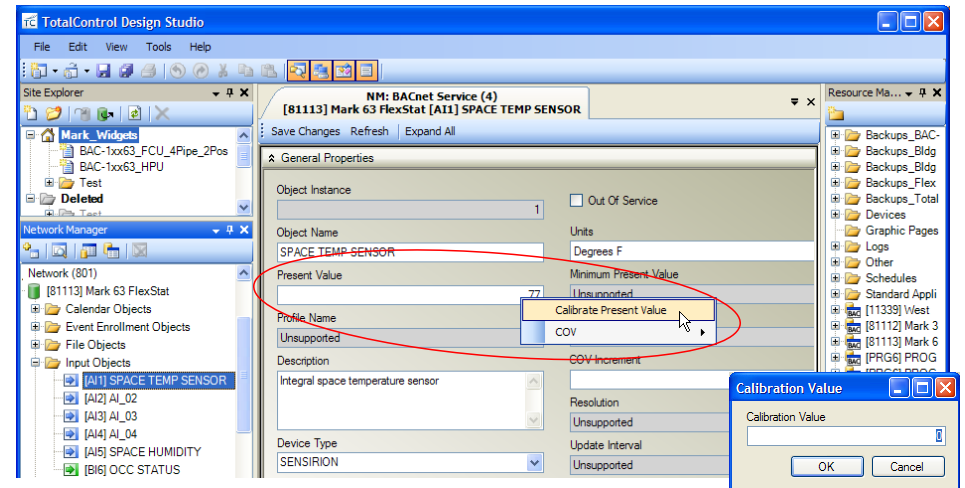 TotalControl Design Studio
File Edit View Tools Help
Site Explorer
Mark_Widgets
BAC-1xx63_FCU_4Pipe_2Pos
BAC-1xx63_HPU
Test
Deleted
Test
Network Manager
Network (801)
[81113] Mark 63 FlexStat
Calendar Objects
Event Enrollment Objects
File Objects
Input Objects
[AI1] SPACE TEMP SENSOR
[AI2] AI_02
[AI3] AI_03
[AI4] AI_04
[AI5] SPACE HUMIDITY
[BI6] OCC STATUS
NM: BACnet Service (4)
[81113] Mark 63 FlexStat [AI1] SPACE TEMP SENSOR
Save Changes Refresh Expand All
General Properties
Object Instance
1
Out Of Service
Object Name
SPACE TEMP SENSOR
Units
Degrees F
Present Value
77
Minimum Present Value
Unsupported
Calibrate Present Value
COV
Profile Name
Unsupported
Description
Integral space temperature sensor
COV Increment
Resolution
Unsupported
Device Type
SENSIRION
Update Interval
Unsupported
Resource Ma...
Backups_BAC-
Backups_Bldg
Backups_Bldg
Backups_Flex
Backups_Total
Devices
Graphic Pages
Logs
Other
Schedules
Standard Appli
[11339] West
[81112] Mark 3
[81113] Mark 6
[PRG6] PROG
Calibration Value
Calibration Value
0
OK Cancel